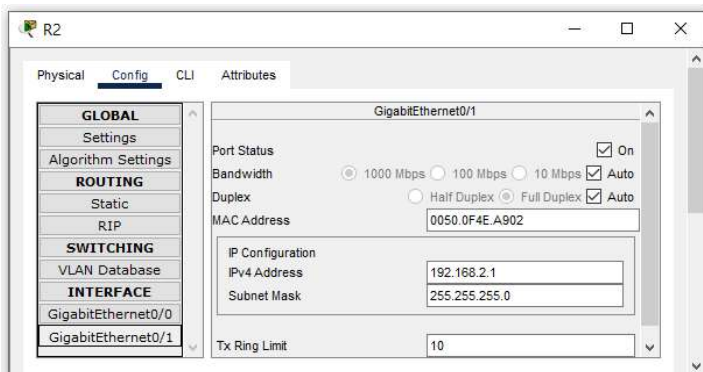 R2
Physical Config CLI Attributes
GLOBAL
Settings
Algorithm Settings
ROUTING
Static
RIP
SWITCHING
VLAN Database
INTERFACE
GigabitEthernet0/0
GigabitEthernet0/1
GigabitEthernet0/1
Port Status On
Bandwidth 1000 Mbps 100 Mbps 10 Mbps Auto
Duplex Half Duplex Full Duplex Auto
MAC Address 0050.0F4E.A902
IP Configuration
IPv4 Address 192.168.2.1
Subnet Mask 255.255.255.0
Tx Ring Limit 10